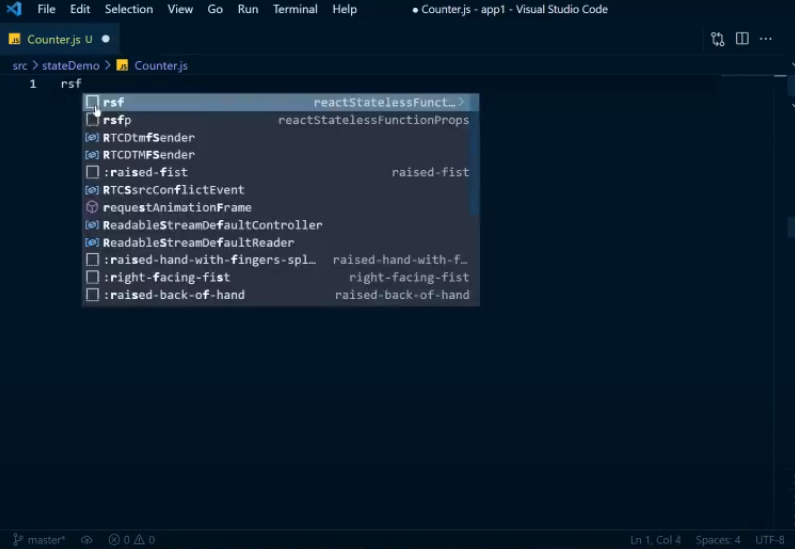 File Edit Selection View Go Run Terminal Help ● Counter.js - app1 - Visual Studio Code
JS Counter.js U ●
src > stateDemo > JS Counter.js
1 rsf
rsf reactStatelessFunct… >
rsfp reactStatelessFunctionProps
RTCDtmfSender
RTCDTMFSender
:raised-fist raised-fist
RTCSsrcConflictEvent
requestAnimationFrame
ReadableStreamDefaultController
ReadableStreamDefaultReader
:raised-hand-with-fingers-spl… raised-hand-with-f…
:right-facing-fist right-facing-fist
:raised-back-of-hand raised-back-of-hand
master* 0 0 Ln 1, Col 4 Spaces: 4 UTF-8